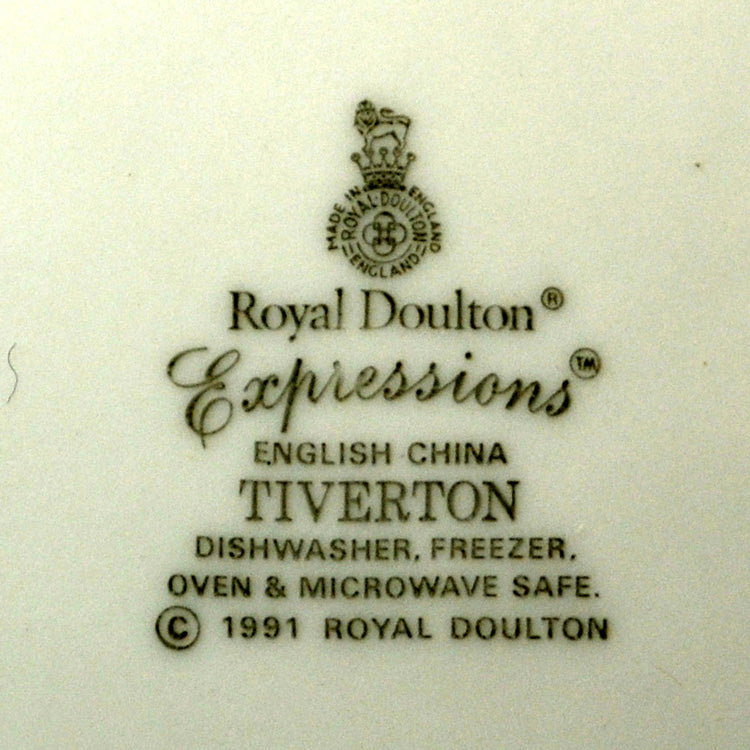 MADE IN ENGLAND
ROYAL DOULTON
ENGLAND
Royal Doulton®
Expressions™
ENGLISH CHINA
TIVERTON
DISHWASHER, FREEZER,
OVEN & MICROWAVE SAFE.
© 1991 ROYAL DOULTON